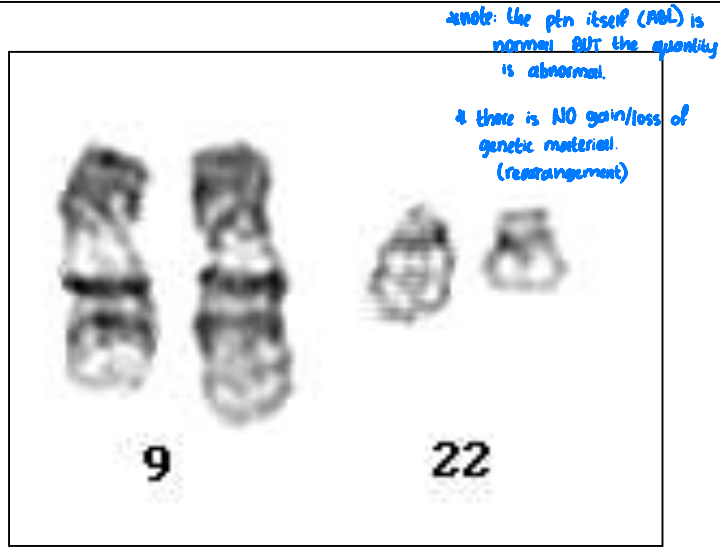 *note: the ptn itself (ABL) is
normal BUT the quantity
is abnormal.
* there is NO gain/loss of
genetic material.
(rearrangement)
9
22